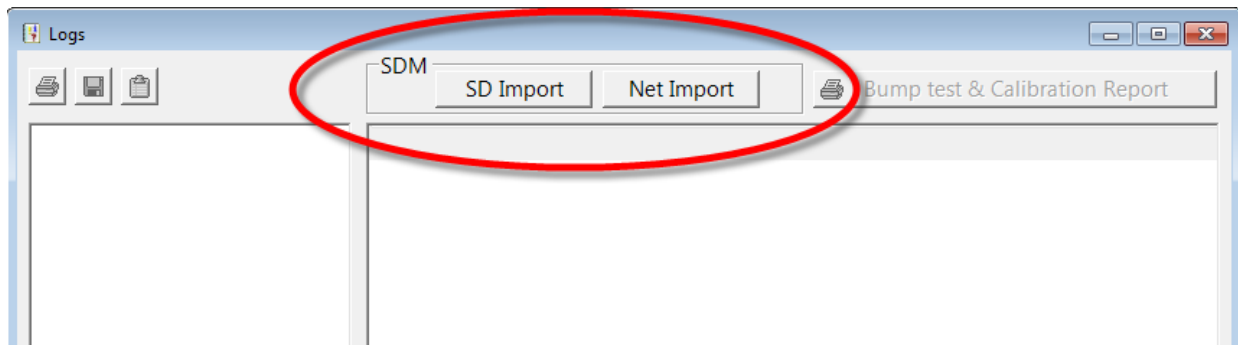 Logs
SDM
SD Import
Net Import
Bump test & Calibration Report